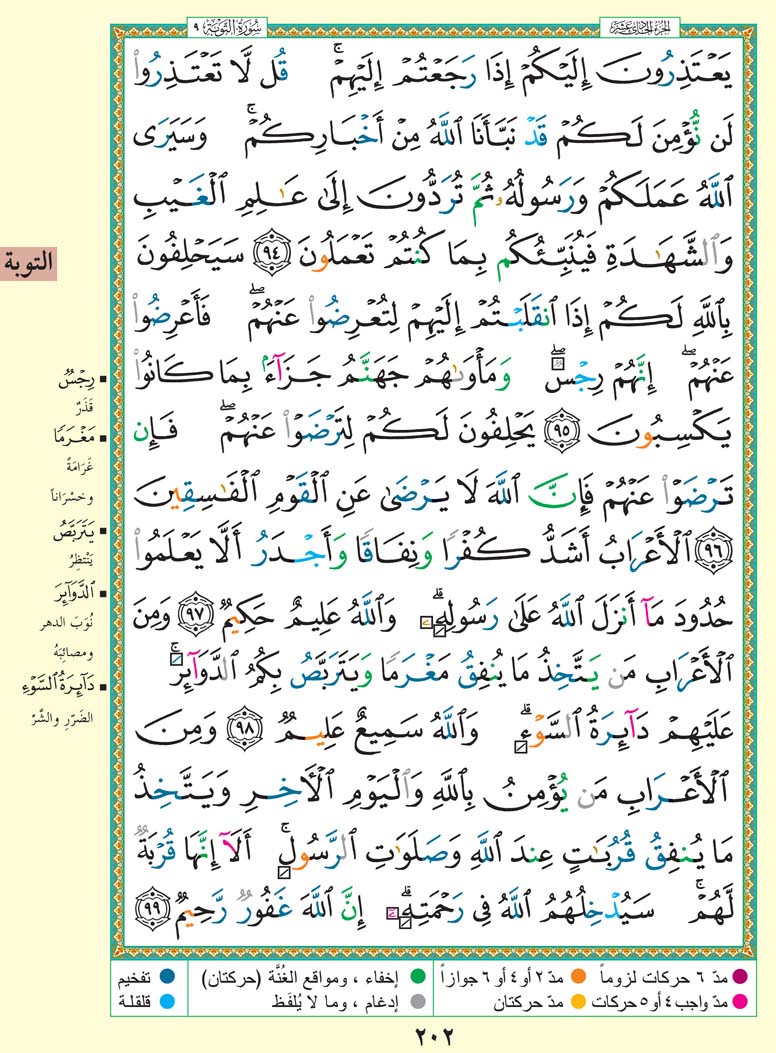 الجزء الحادي عشر
سورة التوبة ٩
يَعْتَذِرُونَ إِلَيْكُمْ إِذَا رَجَعْتُمْ إِلَيْهِمْ ۚ قُل لَّا تَعْتَذِرُوا۟
لَن نُّؤْمِنَ لَكُمْ قَدْ نَبَّأَنَا ٱللَّهُ مِنْ أَخْبَارِكُمْ ۚ وَسَيَرَى
ٱللَّهُ عَمَلَكُمْ وَرَسُولُهُۥ ثُمَّ تُرَدُّونَ إِلَىٰ عَـٰلِمِ ٱلْغَيْبِ
وَٱلشَّهَـٰدَةِ فَيُنَبِّئُكُم بِمَا كُنتُمْ تَعْمَلُونَ ﴿٩٤﴾ سَيَحْلِفُونَ
بِٱللَّهِ لَكُمْ إِذَا ٱنقَلَبْتُمْ إِلَيْهِمْ لِتُعْرِضُوا۟ عَنْهُمْ ۖ فَأَعْرِضُوا۟
عَنْهُمْ ۖ إِنَّهُمْ رِجْسٌ ۖ وَمَأْوَىٰهُمْ جَهَنَّمُ جَزَآءًۢ بِمَا كَانُوا۟
يَكْسِبُونَ ﴿٩٥﴾ يَحْلِفُونَ لَكُمْ لِتَرْضَوْا۟ عَنْهُمْ ۖ فَإِن
تَرْضَوْا۟ عَنْهُمْ فَإِنَّ ٱللَّهَ لَا يَرْضَىٰ عَنِ ٱلْقَوْمِ ٱلْفَـٰسِقِينَ
﴿٩٦﴾ ٱلْأَعْرَابُ أَشَدُّ كُفْرًا وَنِفَاقًا وَأَجْدَرُ أَلَّا يَعْلَمُوا۟
حُدُودَ مَآ أَنزَلَ ٱللَّهُ عَلَىٰ رَسُولِهِۦ ۗ وَٱللَّهُ عَلِيمٌ حَكِيمٌ ﴿٩٧﴾ وَمِنَ
ٱلْأَعْرَابِ مَن يَتَّخِذُ مَا يُنفِقُ مَغْرَمًا وَيَتَرَبَّصُ بِكُمُ ٱلدَّوَآئِرَ ۚ
عَلَيْهِمْ دَآئِرَةُ ٱلسَّوْءِ ۗ وَٱللَّهُ سَمِيعٌ عَلِيمٌ ﴿٩٨﴾ وَمِنَ
ٱلْأَعْرَابِ مَن يُؤْمِنُ بِٱللَّهِ وَٱلْيَوْمِ ٱلْـَٔاخِرِ وَيَتَّخِذُ
مَا يُنفِقُ قُرُبَـٰتٍ عِندَ ٱللَّهِ وَصَلَوَٰتِ ٱلرَّسُولِ ۚ أَلَآ إِنَّهَا قُرْبَةٌ
لَّهُمْ ۚ سَيُدْخِلُهُمُ ٱللَّهُ فِى رَحْمَتِهِۦٓ ۗ إِنَّ ٱللَّهَ غَفُورٌ رَّحِيمٌ ﴿٩٩﴾
التوبة
رِجْسٌ
قَذَرٌ
مَغْرَمًا
غَرَامَةً
وخسْرَاناً
يَتَرَبَّصُ
يَنْتظِرُ
ٱلدَّوَآئِرَ
نُوَبَ الدهر
ومصائِبَهُ
دَآئِرَةُ ٱلسَّوْءِ
الضَرَرِ والشَّرّ
مدّ ٦ حركات لزوماً
مدّ ٢ أو ٤ أو ٦ جوازاً
إخفاء ، ومواقع الغُنَّة (حركتان)
تفخيم
مدّ واجب ٤ أو ٥ حركات
مدّ حركتان
إدغام ، وما لا يُلفَظ
قلقلة
٢٠٢